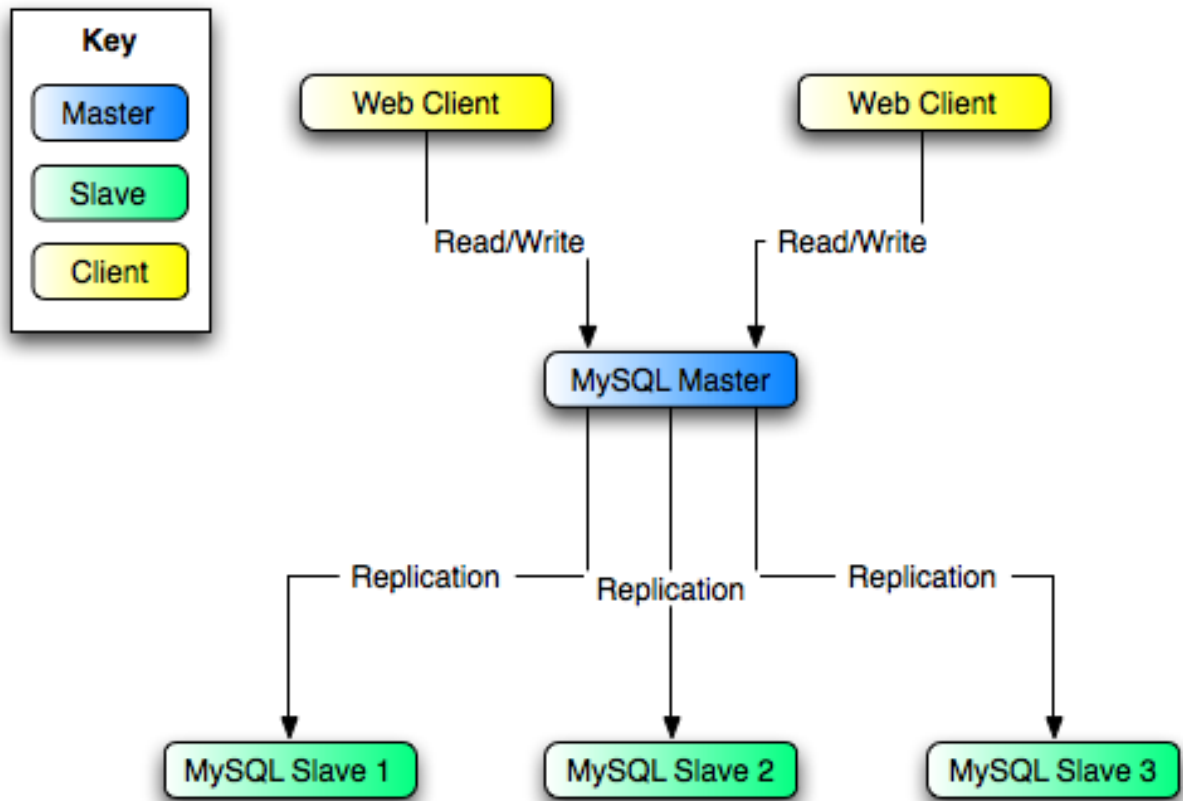 Key
Master
Slave
Client
Web Client
Web Client
Read/Write
Read/Write
MySQL Master
Replication
Replication
Replication
MySQL Slave 1
MySQL Slave 2
MySQL Slave 3